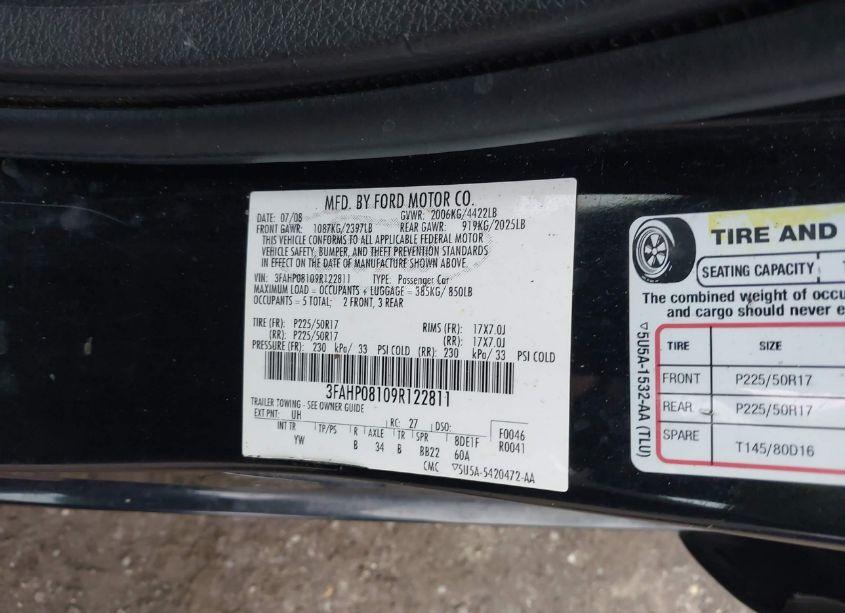 MFD. BY FORD MOTOR CO.
DATE: 07/08 GVWR: 2006KG/4422LB
FRONT GAWR: 1087KG/2397LB REAR GAWR: 919KG/2025LB
THIS VEHICLE CONFORMS TO ALL APPLICABLE FEDERAL MOTOR
VEHICLE SAFETY, BUMPER, AND THEFT PREVENTION STANDARDS
IN EFFECT ON THE DATE OF MANUFACTURE SHOWN ABOVE.
VIN: 3FAHP08109R122811 TYPE: Passenger Car
MAXIMUM LOAD = OCCUPANTS + LUGGAGE = 385KG/ 850LB
OCCUPANTS = 5 TOTAL; 2 FRONT, 3 REAR
TIRE (FR): P225/50R17 RIMS (FR): 17X7.0J
(RR): P225/50R17 (RR): 17X7.0J
PRESSURE (FR): 230 kPa/ 33 PSI COLD (RR): 230 kPa/ 33 PSI COLD
3FAHP08109R122811
TRAILER TOWING - SEE OWNER GUIDE
EXT PNT: UH RC: 27 DSO: F0046
INT TR TP/PS R AXLE TR SPR BDE1F R0041
YW B 34 B BB22 60A
CMC ▽5U5A-5420472-AA
TIRE AND
SEATING CAPACITY
The combined weight of occu
and cargo should never e
TIRE SIZE
FRONT P225/50R17
REAR P225/50R17
SPARE T145/80D16
▽5U5A-1532-AA (TLU)